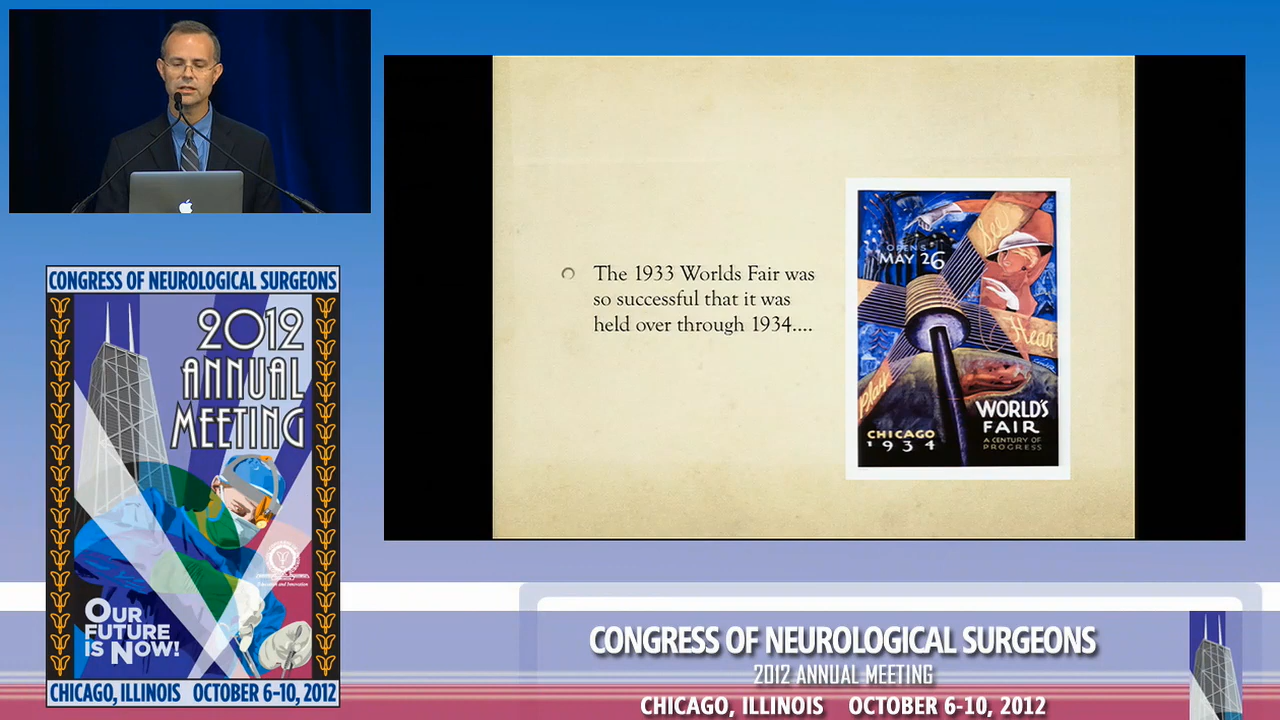 The 1933 Worlds Fair was
so successful that it was
held over through 1934....
OPENS
MAY 26
See
Hear
Play
WORLD'S
FAIR
A CENTURY OF
PROGRESS
CHICAGO
1934
CONGRESS OF NEUROLOGICAL SURGEONS
2012
ANNUAL
MEETING
OUR
FUTURE
IS NOW!
CHICAGO, ILLINOIS OCTOBER 6-10, 2012
CONGRESS OF NEUROLOGICAL SURGEONS
2012 ANNUAL MEETING
CHICAGO, ILLINOIS OCTOBER 6-10, 2012